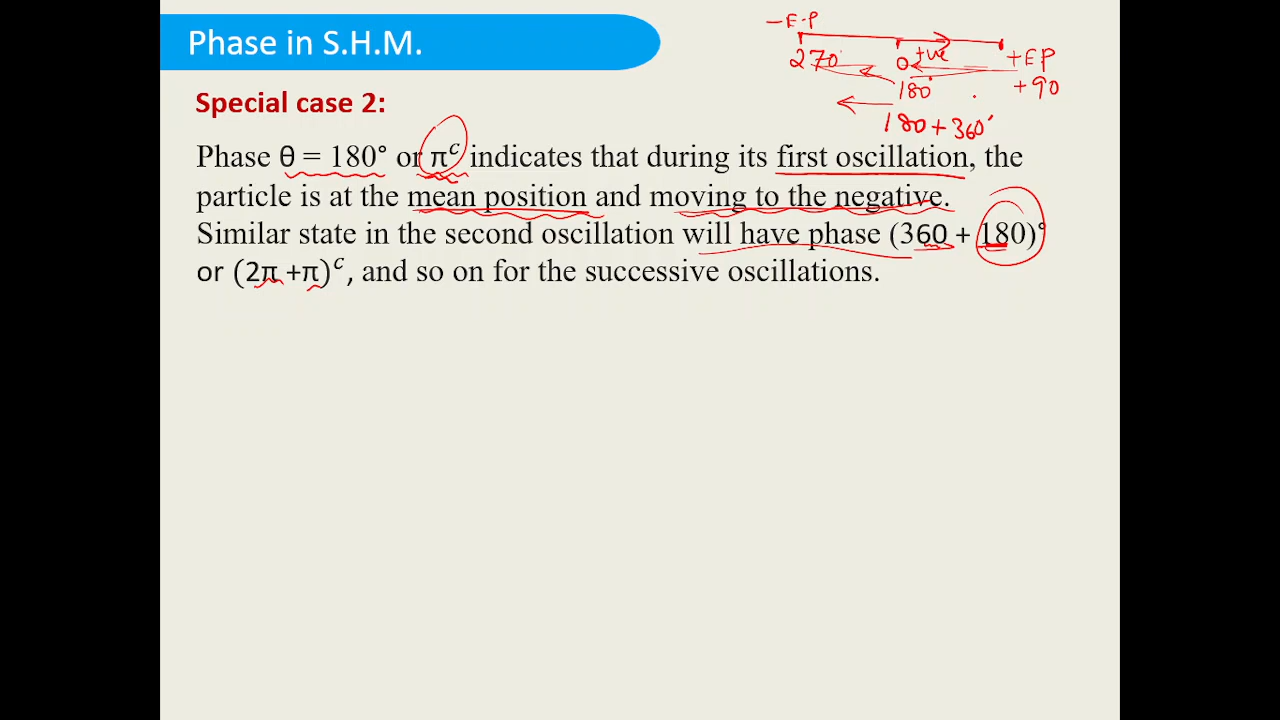 Phase in S.H.M.
-E.P
270°
0
+ve
+EP
180°
+90
180+360°
Special case 2:
Phase θ = 180° or πᶜ indicates that during its first oscillation, the
particle is at the mean position and moving to the negative.
Similar state in the second oscillation will have phase (360 + 180)°
or (2π +π)ᶜ, and so on for the successive oscillations.